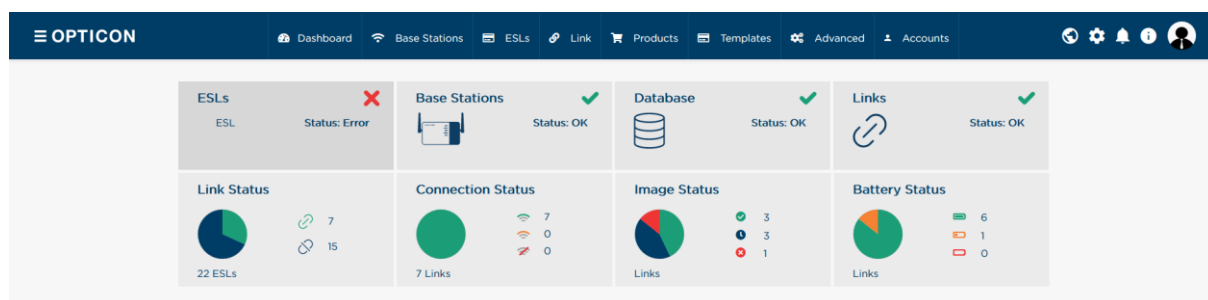 OPTICON Dashboard Base Stations ESLs Link Products Templates Advanced Accounts
ESLs
ESL Status: Error
Base Stations
Status: OK
Database
Status: OK
Links
Status: OK
Link Status
7
15
22 ESLs
Connection Status
7
0
0
7 Links
Image Status
3
3
1
Links
Battery Status
6
1
0
Links